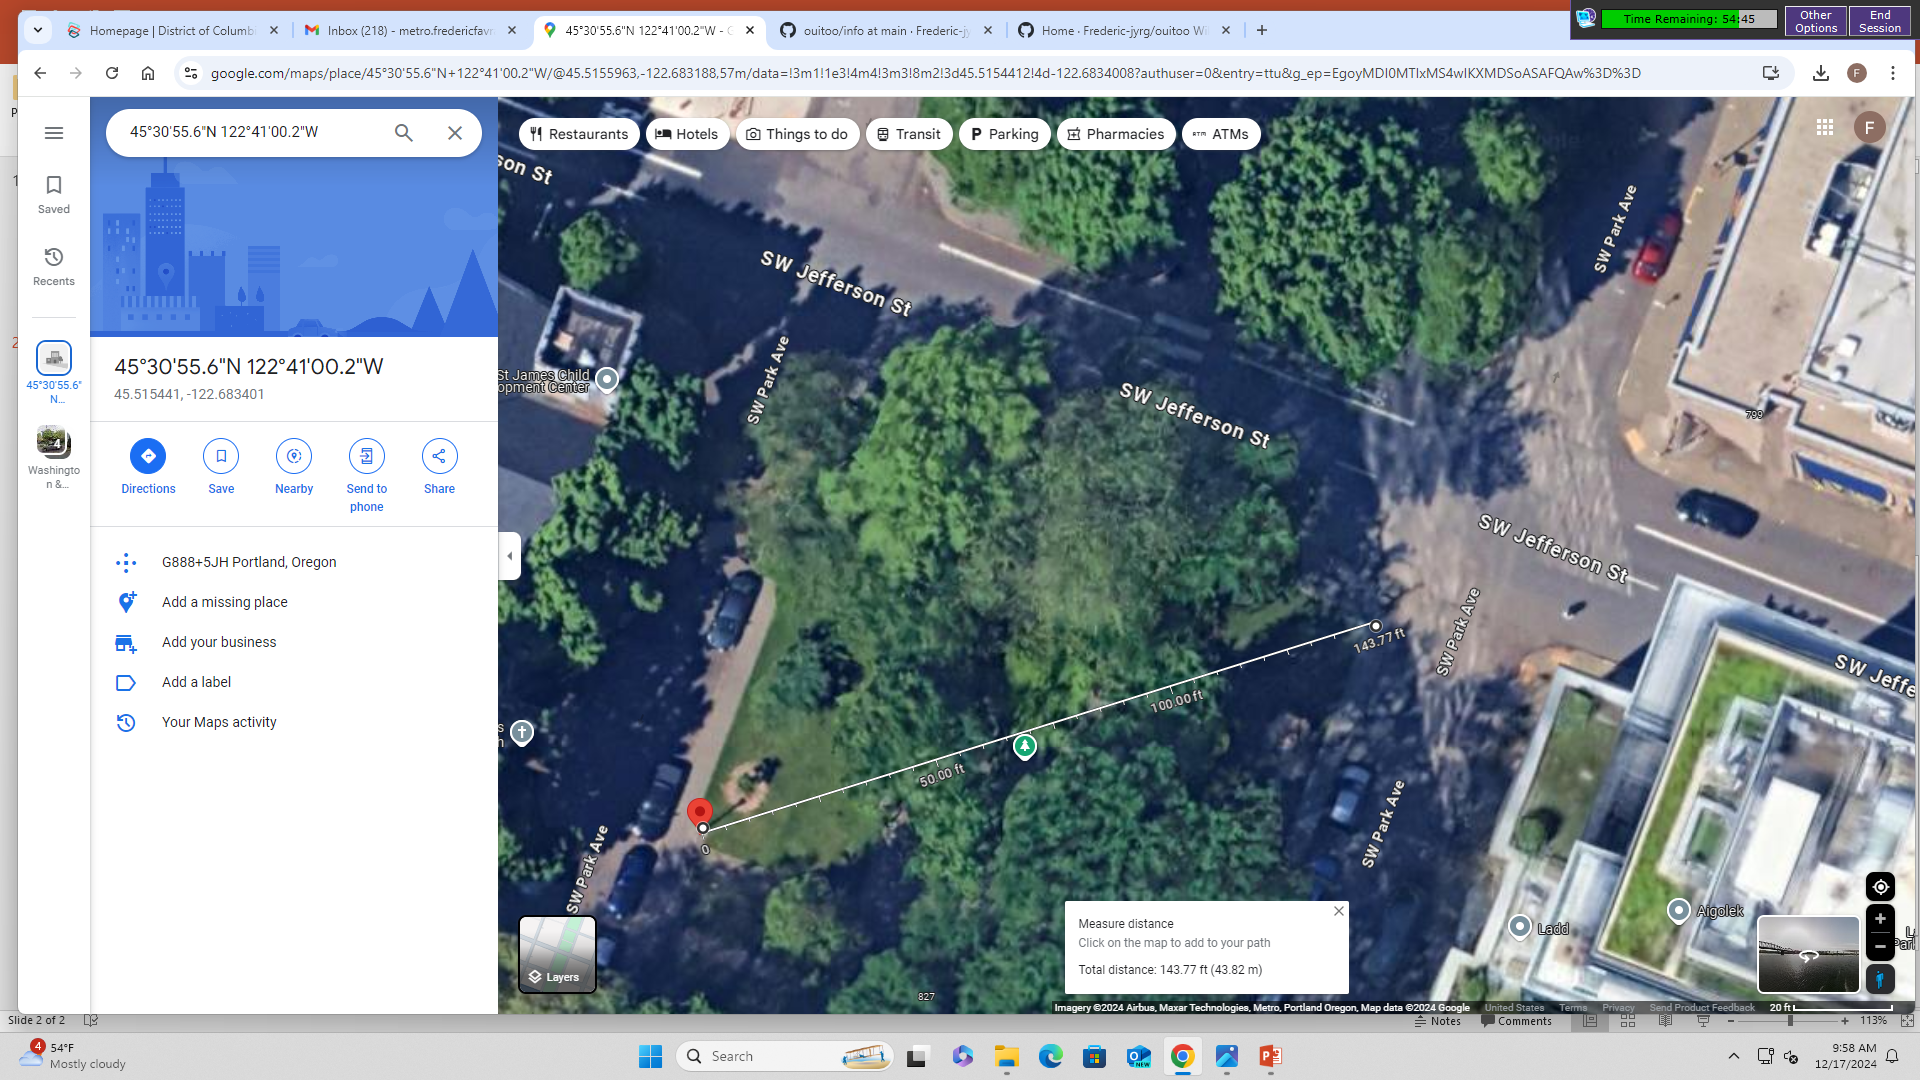 Homepage | District of Columbi
Inbox (218) - metro.fredericfavr
45°30'55.6"N 122°41'00.2"W - G
ouitoo/info at main · Frederic-jy
Home · Frederic-jyrg/ouitoo Wi
Time Remaining: 54:45
Other Options
End Session
google.com/maps/place/45°30'55.6"N+122°41'00.2"W/@45.5155963,-122.683188,57m/data=!3m1!1e3!4m4!3m3!8m2!3d45.5154412!4d-122.6834008?authuser=0&entry=ttu&g_ep=EgoyMDI0MTIxMS4wIKXMDSoASAFQAw%3D%3D
F
45°30'55.6"N 122°41'00.2"W
Restaurants
Hotels
Things to do
Transit
Parking
Pharmacies
ATMs
F
Saved
Recents
45°30'55.6"
N...
4
Washingto
n &...
45°30'55.6"N 122°41'00.2"W
45.515441, -122.683401
Directions
Save
Nearby
Send to
phone
Share
G888+5JH Portland, Oregon
Add a missing place
Add your business
Add a label
Your Maps activity
son St
SW Jefferson St
SW Park Ave
St James Child
opment Center
SW Park Ave
SW Jefferson St
799
SW Jefferson St
SW Park Ave
SW Jeffe
143.77 ft
100.00 ft
50.00 ft
0
SW Park Ave
SW Park Ave
827
Ladd
Aigolek
Layers
Measure distance
Click on the map to add to your path
Total distance: 143.77 ft (43.82 m)
Imagery ©2024 Airbus, Maxar Technologies, Metro, Portland Oregon, Map data ©2024 Google
United States
Terms
Privacy
Send Product Feedback
20 ft
Slide 2 of 2
Notes
Comments
113%
4
54°F
Mostly cloudy
Search
9:58 AM
12/17/2024